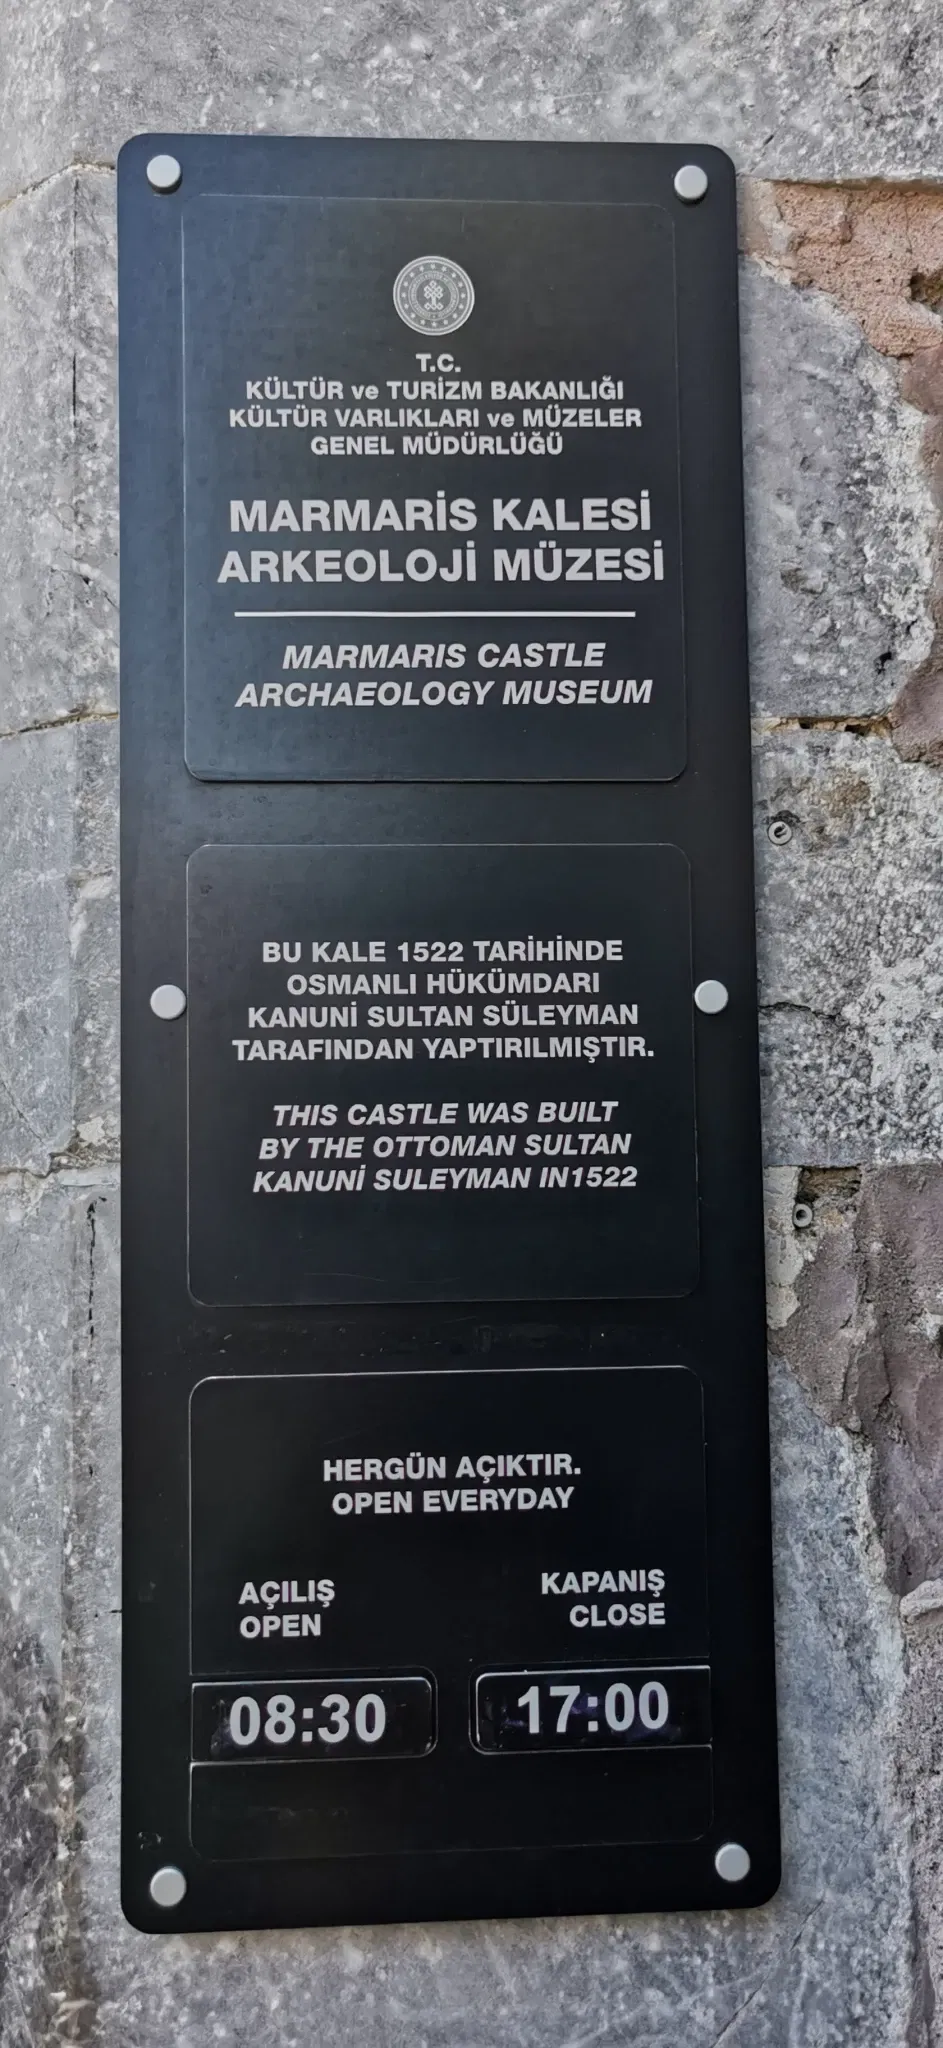 T.C.
KÜLTÜR ve TURİZM BAKANLIĞI
KÜLTÜR VARLIKLARI ve MÜZELER
GENEL MÜDÜRLÜĞÜ
MARMARİS KALESİ
ARKEOLOJİ MÜZESİ
MARMARIS CASTLE
ARCHAEOLOGY MUSEUM
BU KALE 1522 TARİHİNDE
OSMANLI HÜKÜMDARI
KANUNİ SULTAN SÜLEYMAN
TARAFINDAN YAPTIRILMIŞTIR.
THIS CASTLE WAS BUILT
BY THE OTTOMAN SULTAN
KANUNİ SULEYMAN IN1522
HERGÜN AÇIKTIR.
OPEN EVERYDAY
AÇILIŞ KAPANIŞ
OPEN CLOSE
08:30 17:00